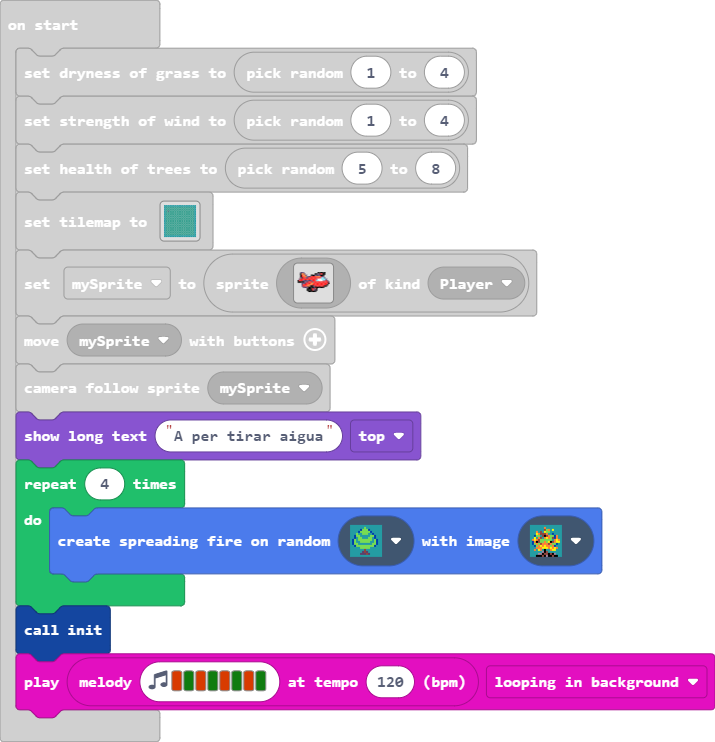 on start
set dryness of grass to pick random 1 to 4
set strength of wind to pick random 1 to 4
set health of trees to pick random 5 to 8
set tilemap to
set mySprite to sprite of kind Player
move mySprite with buttons
camera follow sprite mySprite
show long text "A per tirar aigua" top
repeat 4 times
do
create spreading fire on random with image
call init
play melody at tempo 120 (bpm) looping in background